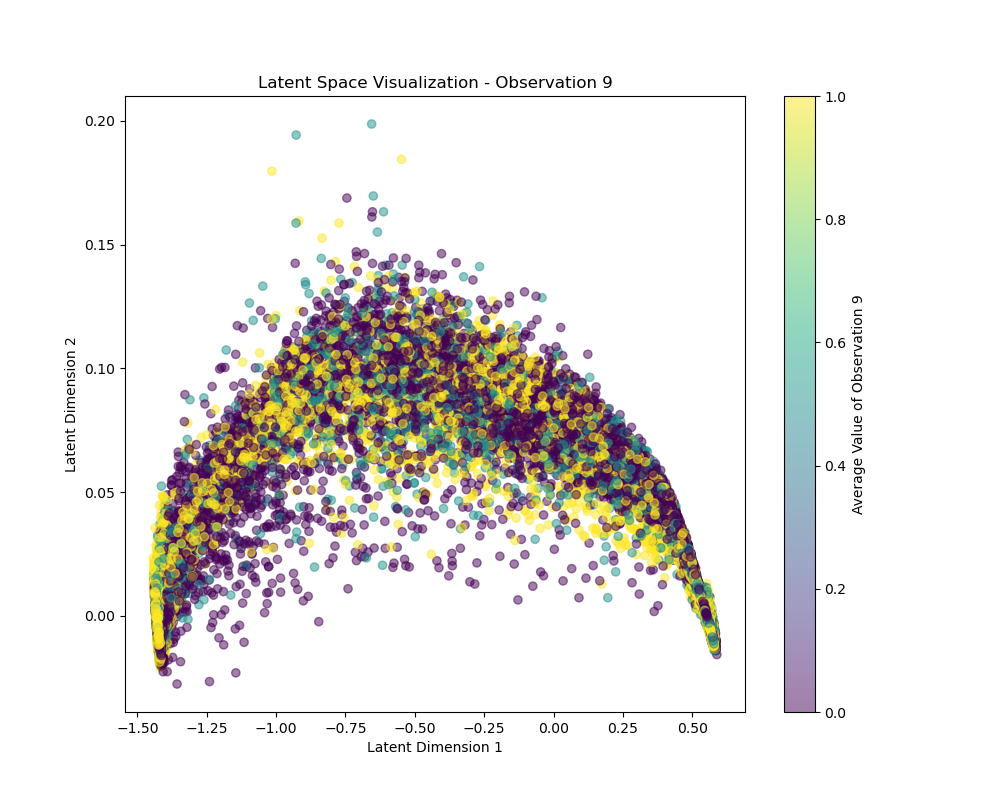 Latent Space Visualization - Observation 9
Latent Dimension 2
0.20
0.15
0.10
0.05
0.00
−1.50 −1.25 −1.00 −0.75 −0.50 −0.25 0.00 0.25 0.50
Latent Dimension 1
1.0
0.8
0.6
0.4
0.2
0.0
Average Value of Observation 9